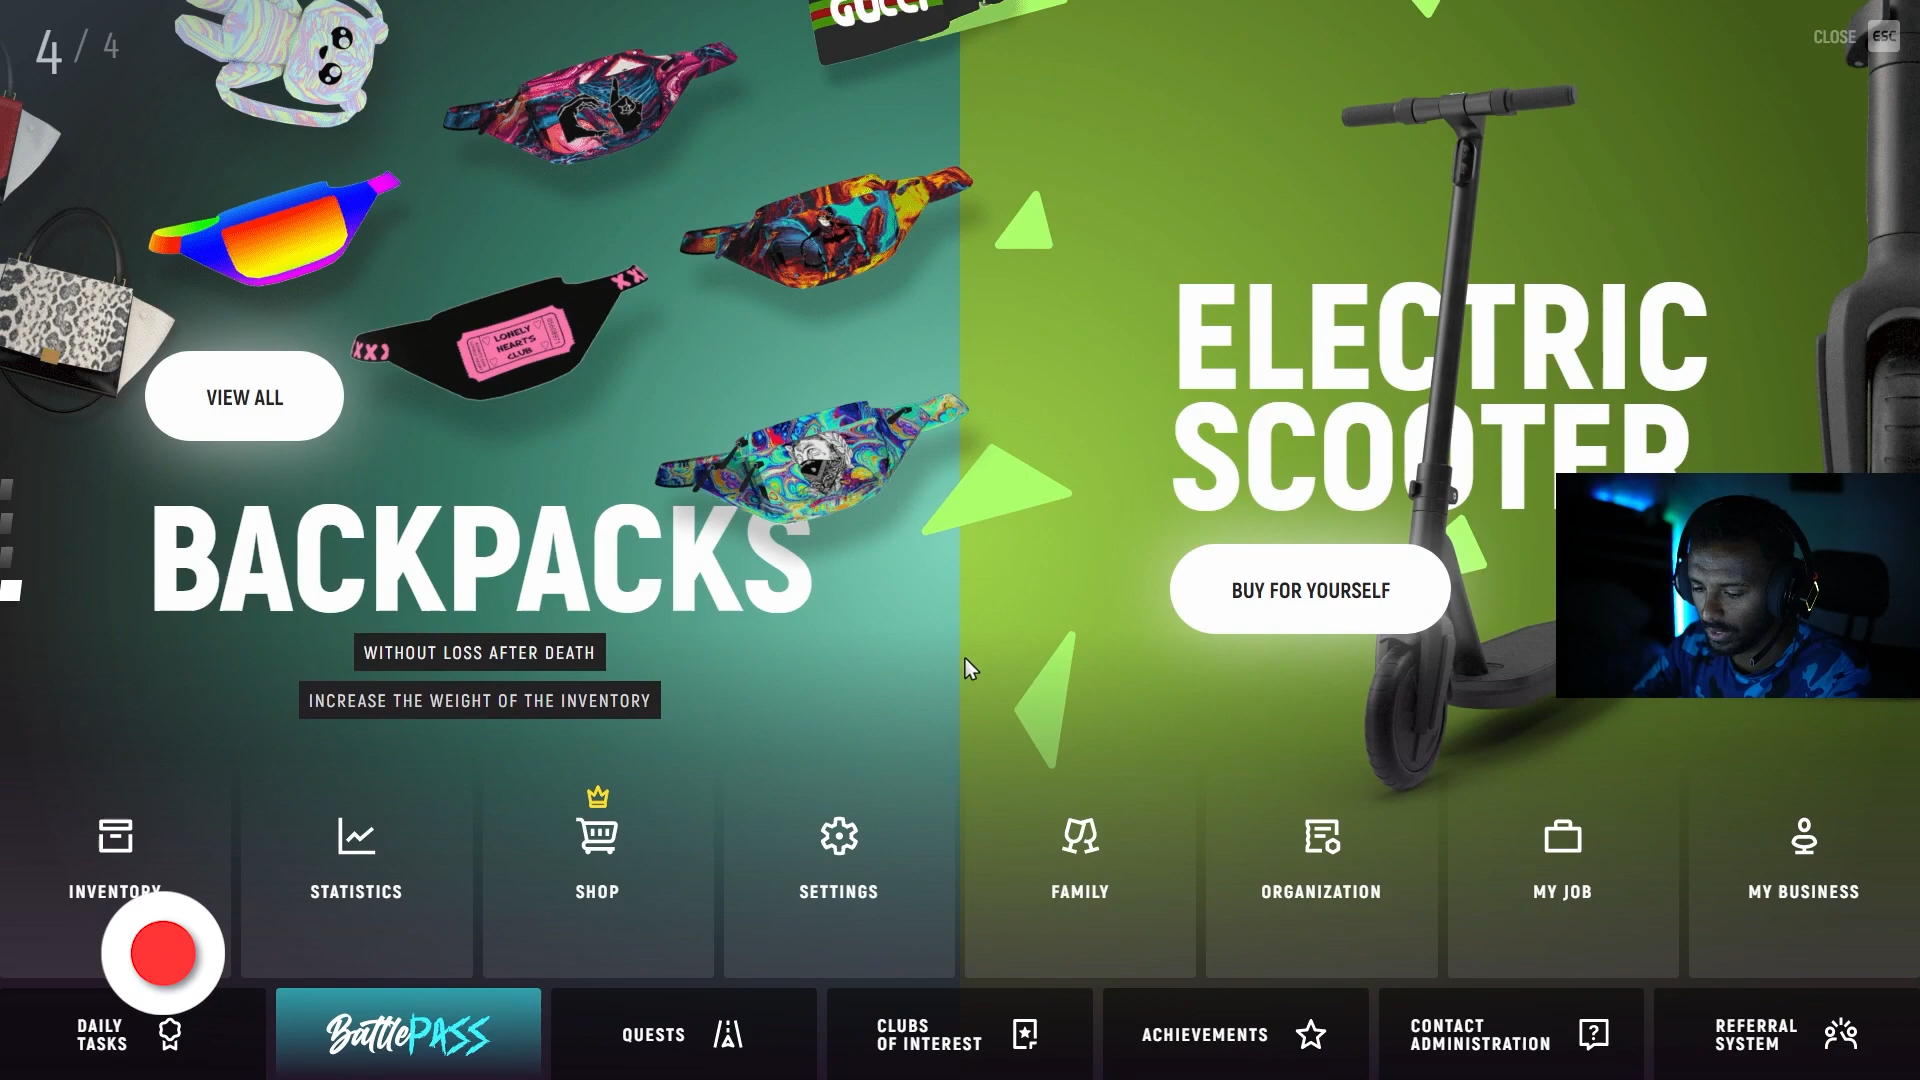 4 / 4
GUCCI
CLOSE ESC
LONELY
HEARTS
CLUB
VIEW ALL
BACKPACKS
WITHOUT LOSS AFTER DEATH
INCREASE THE WEIGHT OF THE INVENTORY
ELECTRIC
SCOOTER
BUY FOR YOURSELF
INVENTORY
STATISTICS
SHOP
SETTINGS
FAMILY
ORGANIZATION
MY JOB
MY BUSINESS
DAILY
TASKS
BattlePASS
QUESTS
CLUBS
OF INTEREST
ACHIEVEMENTS
CONTACT
ADMINISTRATION
REFERRAL
SYSTEM